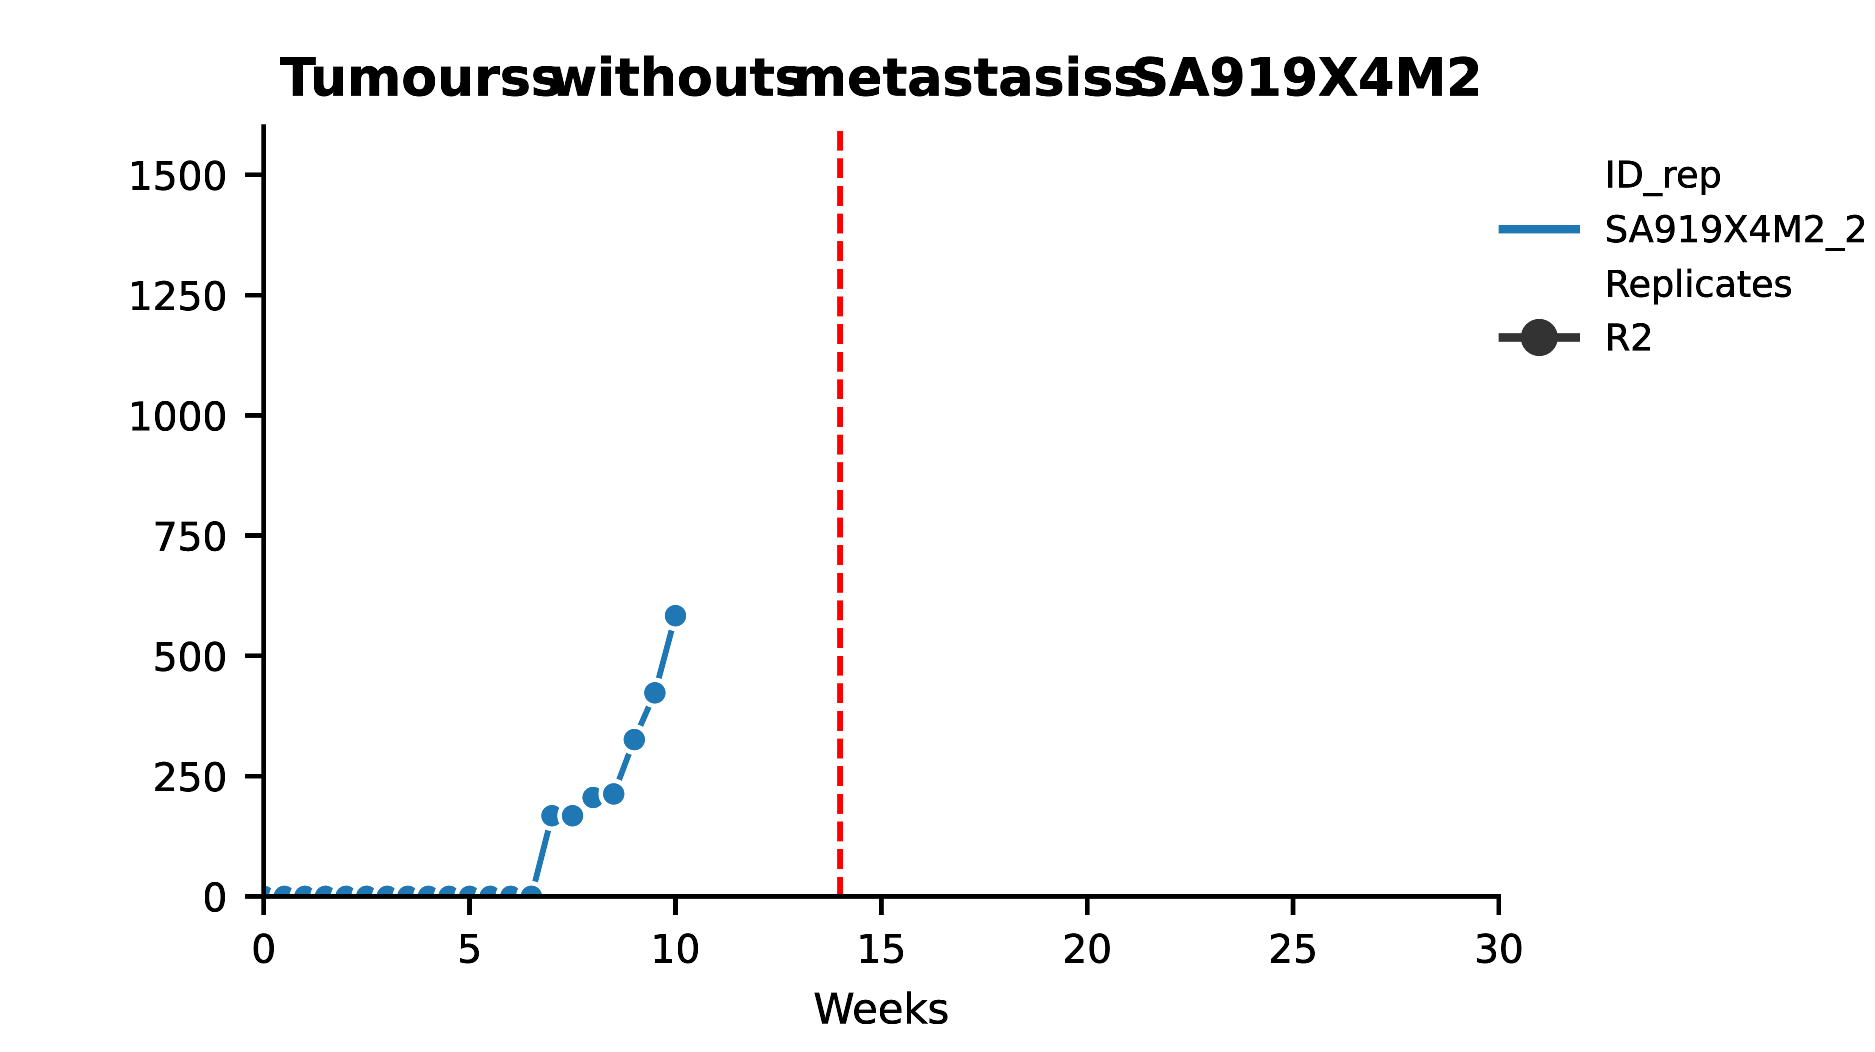 Tumourss withouts metastasiss SA919X4M2
1500
1250
1000
750
500
250
0
0 5 10 15 20 25 30
Weeks
ID_rep
SA919X4M2_2
Replicates
R2